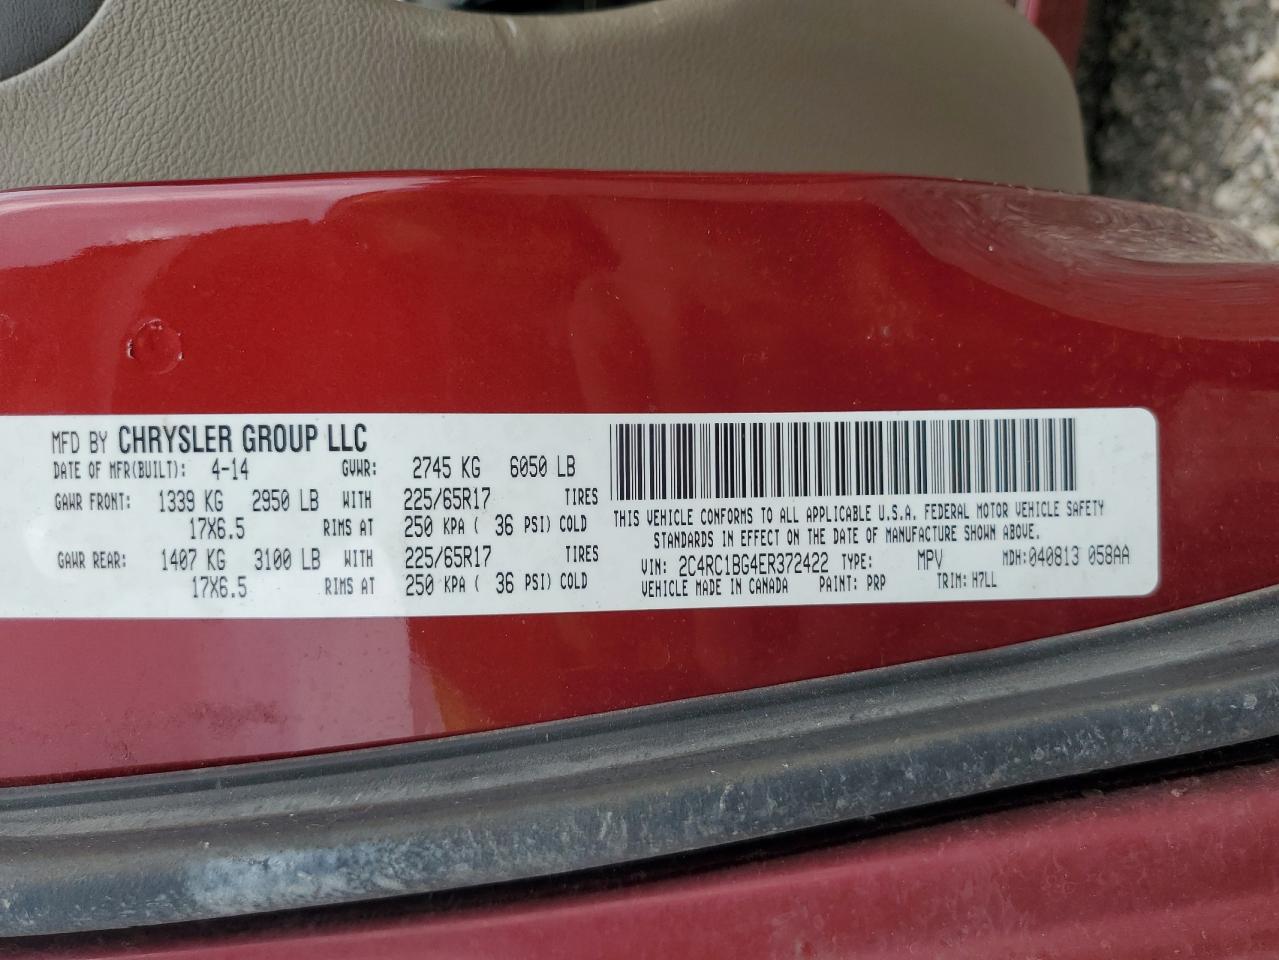 MFD BY CHRYSLER GROUP LLC
DATE OF MFR(BUILT): 4-14 GVWR: 2745 KG 6050 LB
GAWR FRONT: 1339 KG 2950 LB WITH 225/65R17 TIRES
17X6.5 RIMS AT 250 KPA ( 36 PSI) COLD
GAWR REAR: 1407 KG 3100 LB WITH 225/65R17 TIRES
17X6.5 RIMS AT 250 KPA ( 36 PSI) COLD
THIS VEHICLE CONFORMS TO ALL APPLICABLE U.S.A. FEDERAL MOTOR VEHICLE SAFETY
STANDARDS IN EFFECT ON THE DATE OF MANUFACTURE SHOWN ABOVE.
VIN: 2C4RC1BG4ER372422 TYPE: MPV MDH:040813 058AA
VEHICLE MADE IN CANADA PAINT: PRP TRIM: H7LL